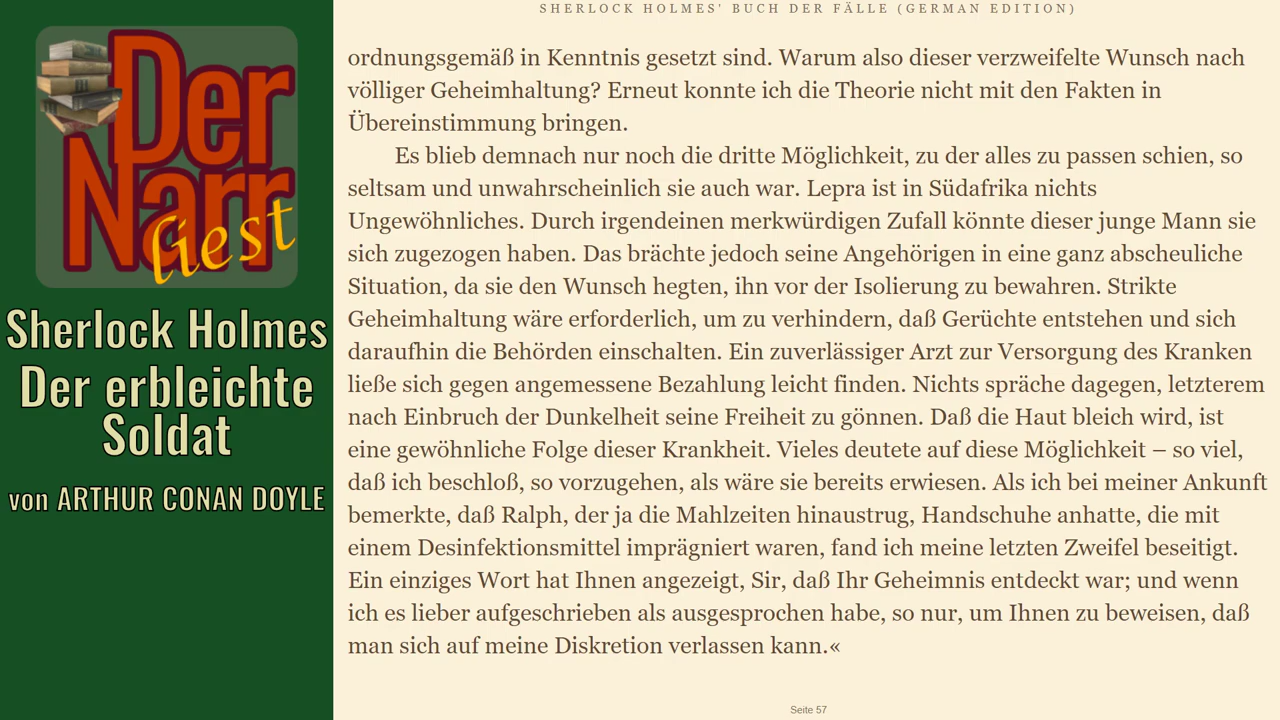 Der
Narr
liest
Sherlock Holmes
Der erbleichte
Soldat
von ARTHUR CONAN DOYLE
SHERLOCK HOLMES' BUCH DER FÄLLE (GERMAN EDITION)
ordnungsgemäß in Kenntnis gesetzt sind. Warum also dieser verzweifelte Wunsch nach
völliger Geheimhaltung? Erneut konnte ich die Theorie nicht mit den Fakten in
Übereinstimmung bringen.
Es blieb demnach nur noch die dritte Möglichkeit, zu der alles zu passen schien, so
seltsam und unwahrscheinlich sie auch war. Lepra ist in Südafrika nichts
Ungewöhnliches. Durch irgendeinen merkwürdigen Zufall könnte dieser junge Mann sie
sich zugezogen haben. Das brächte jedoch seine Angehörigen in eine ganz abscheuliche
Situation, da sie den Wunsch hegten, ihn vor der Isolierung zu bewahren. Strikte
Geheimhaltung wäre erforderlich, um zu verhindern, daß Gerüchte entstehen und sich
daraufhin die Behörden einschalten. Ein zuverlässiger Arzt zur Versorgung des Kranken
ließe sich gegen angemessene Bezahlung leicht finden. Nichts spräche dagegen, letzterem
nach Einbruch der Dunkelheit seine Freiheit zu gönnen. Daß die Haut bleich wird, ist
eine gewöhnliche Folge dieser Krankheit. Vieles deutete auf diese Möglichkeit – so viel,
daß ich beschloß, so vorzugehen, als wäre sie bereits erwiesen. Als ich bei meiner Ankunft
bemerkte, daß Ralph, der ja die Mahlzeiten hinaustrug, Handschuhe anhatte, die mit
einem Desinfektionsmittel imprägniert waren, fand ich meine letzten Zweifel beseitigt.
Ein einziges Wort hat Ihnen angezeigt, Sir, daß Ihr Geheimnis entdeckt war; und wenn
ich es lieber aufgeschrieben als ausgesprochen habe, so nur, um Ihnen zu beweisen, daß
man sich auf meine Diskretion verlassen kann.«
Seite 57